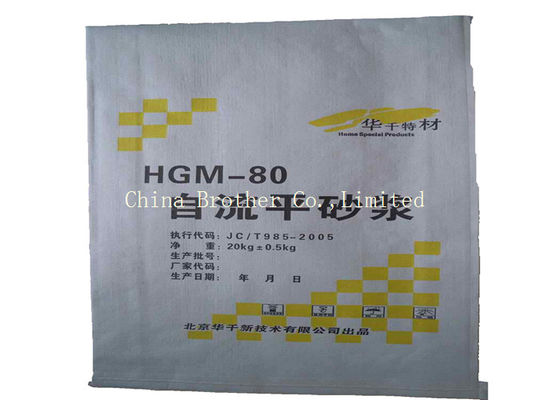 华千特材
Home Special Products
HGM-80
China Brother Co.,Limited
自流平砂浆
执行代码：JC/T985-2005
净 重：20kg±0.5kg
生产批号：
厂家代码：
生产日期： 年 月 日
北京华千新技术有限公司出品